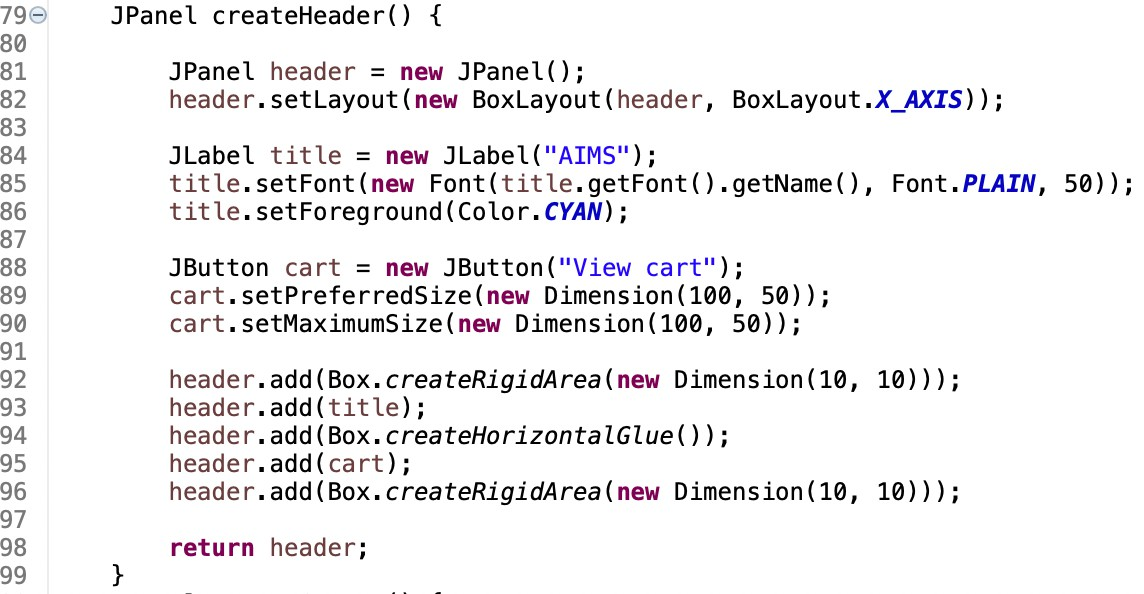 79 JPanel createHeader() {
80
81 JPanel header = new JPanel();
82 header.setLayout(new BoxLayout(header, BoxLayout.X_AXIS));
83
84 JLabel title = new JLabel("AIMS");
85 title.setFont(new Font(title.getFont().getName(), Font.PLAIN, 50));
86 title.setForeground(Color.CYAN);
87
88 JButton cart = new JButton("View cart");
89 cart.setPreferredSize(new Dimension(100, 50));
90 cart.setMaximumSize(new Dimension(100, 50));
91
92 header.add(Box.createRigidArea(new Dimension(10, 10)));
93 header.add(title);
94 header.add(Box.createHorizontalGlue());
95 header.add(cart);
96 header.add(Box.createRigidArea(new Dimension(10, 10)));
97
98 return header;
99 }